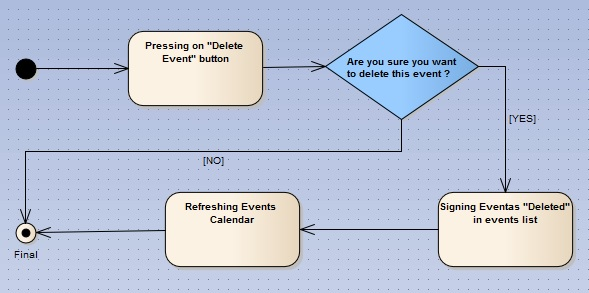 Pressing on "Delete
Event" button
Are you sure you want
to delete this event ?
[YES]
[NO]
Refreshing Events
Calendar
Signing Eventas "Deleted"
in events list
Final